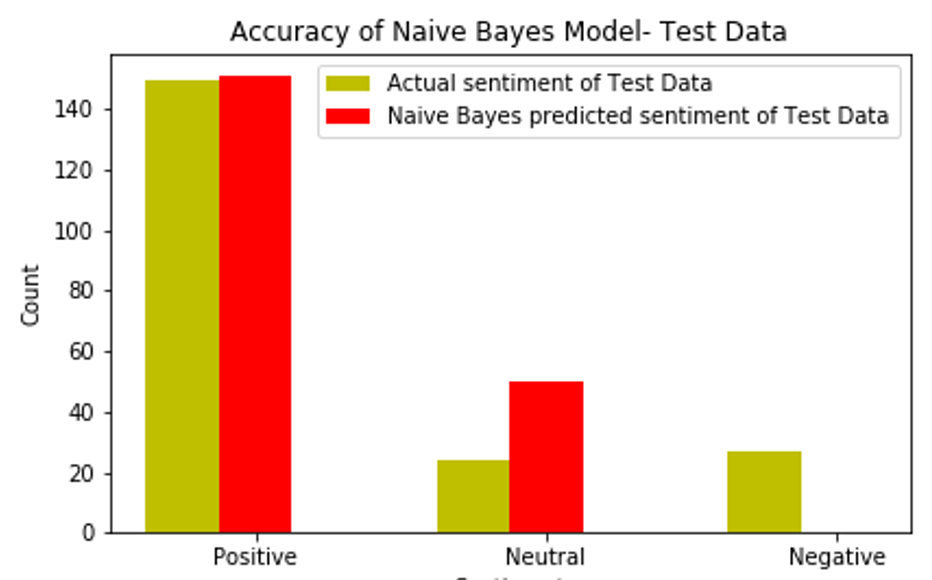 Accuracy of Naive Bayes Model- Test Data
Actual sentiment of Test Data
Naive Bayes predicted sentiment of Test Data
140
120
100
80
60
40
20
0
Count
Positive Neutral Negative